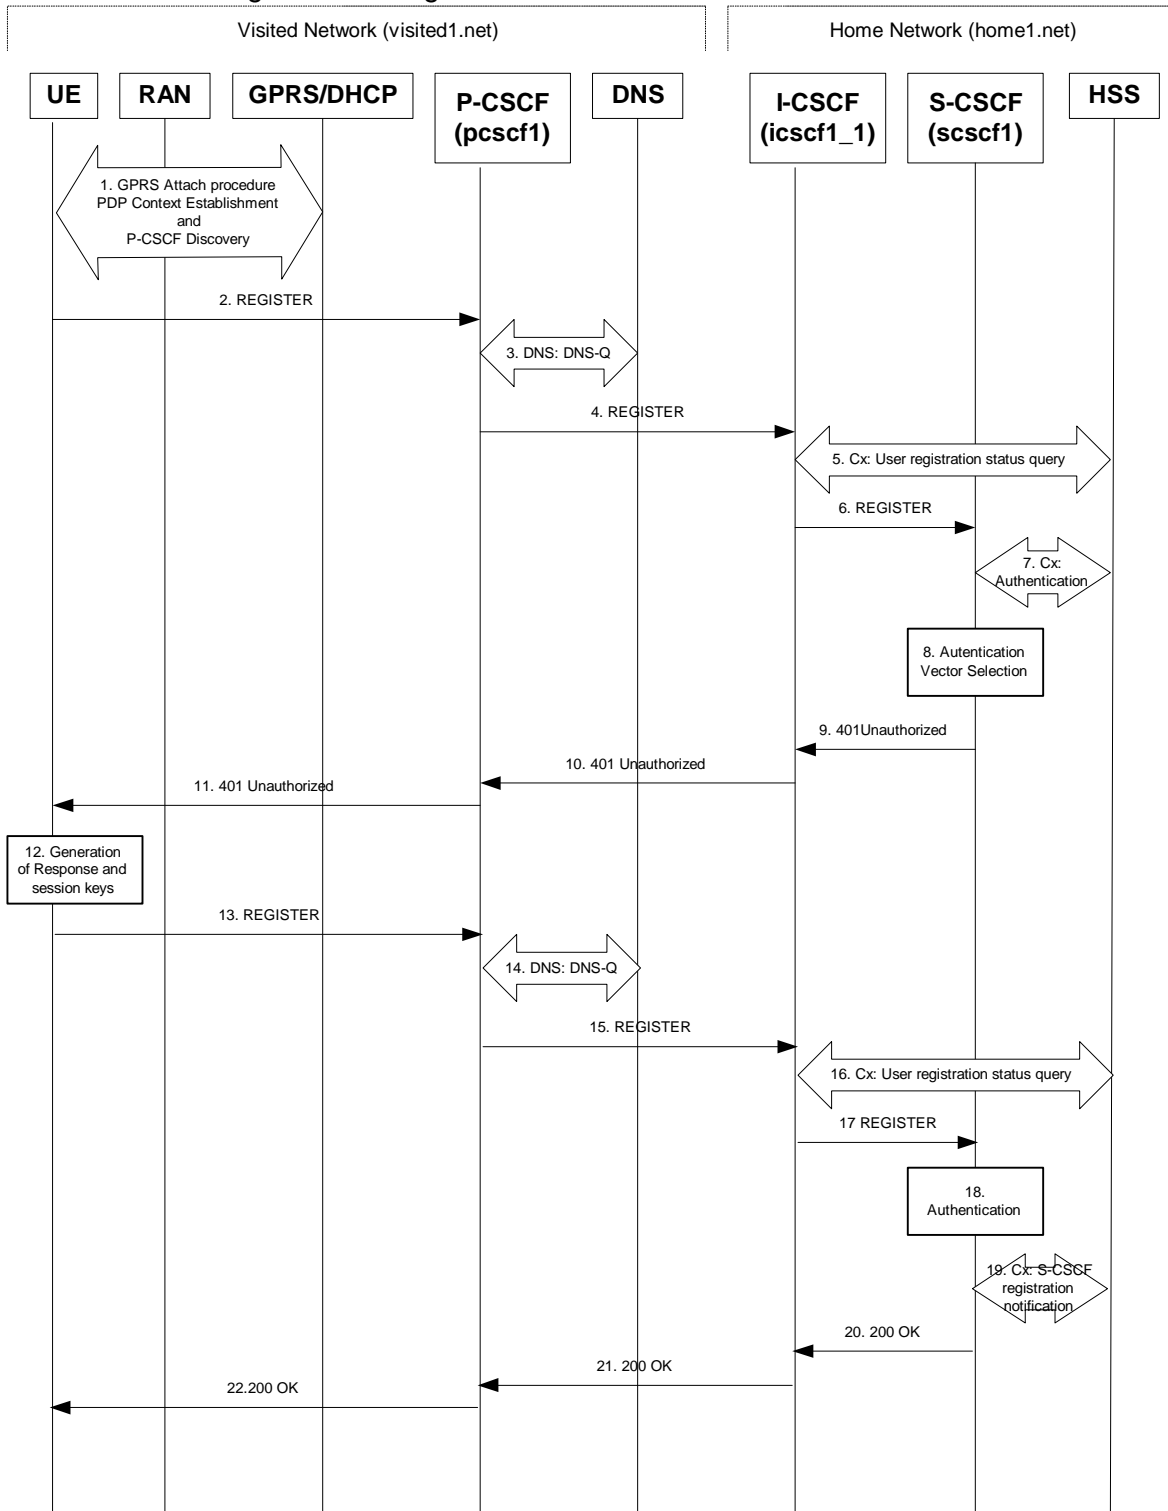 Visited Network (visited1.net)
Home Network (home1.net)
UE
RAN
GPRS/DHCP
P-CSCF
(pcscf1)
DNS
I-CSCF
(icscf1_1)
S-CSCF
(scscf1)
HSS
1. GPRS Attach procedure
PDP Context Establishment
and
P-CSCF Discovery
2. REGISTER
3. DNS: DNS-Q
4. REGISTER
5. Cx: User registration status query
6. REGISTER
7. Cx:
Authentication
8. Autentication
Vector Selection
9. 401Unauthorized
10. 401 Unauthorized
11. 401 Unauthorized
12. Generation
of Response and
session keys
13. REGISTER
14. DNS: DNS-Q
15. REGISTER
16. Cx: User registration status query
17 REGISTER
18.
Authentication
19. Cx: S-CSCF
registration
notification
20. 200 OK
21. 200 OK
22.200 OK